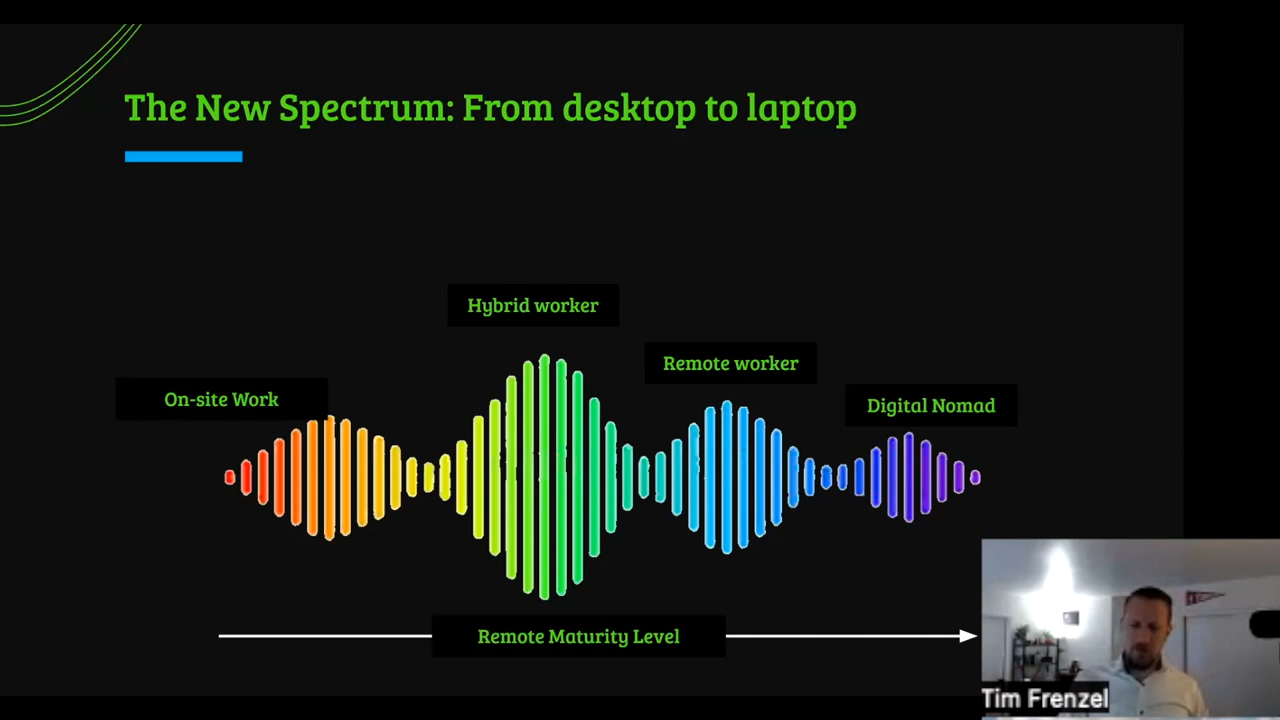 The New Spectrum: From desktop to laptop
Hybrid worker
Remote worker
On-site Work
Digital Nomad
Remote Maturity Level
Tim Frenzel